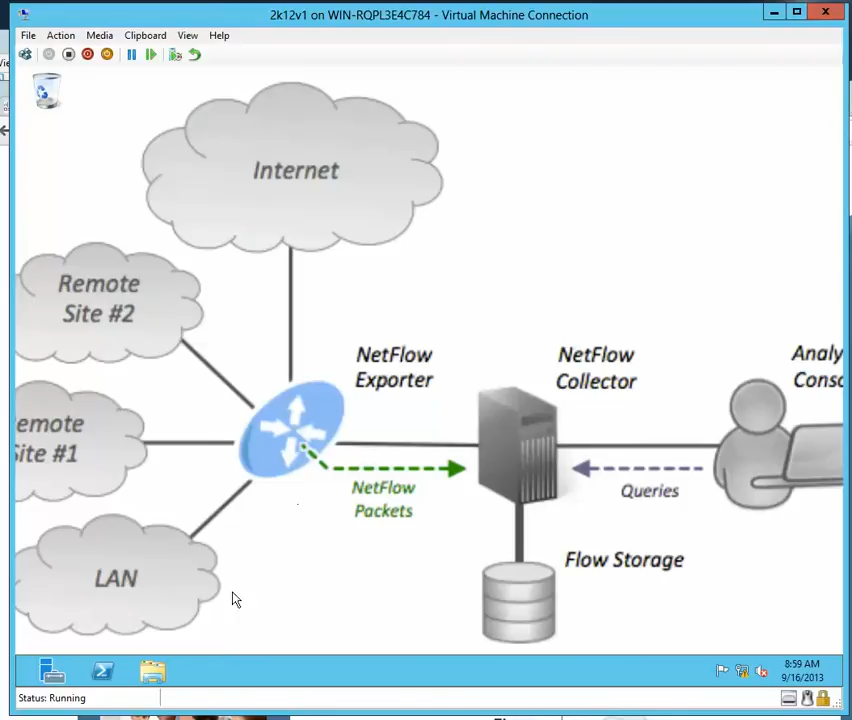 2k12v1 on WIN-RQPL3E4C784 - Virtual Machine Connection
File Action Media Clipboard View Help
Internet
Remote
Site #2
NetFlow
Exporter
NetFlow
Collector
Analy
Conso
emote
Site #1
NetFlow
Packets
Queries
Flow Storage
LAN
8:59 AM
9/16/2013
Status: Running